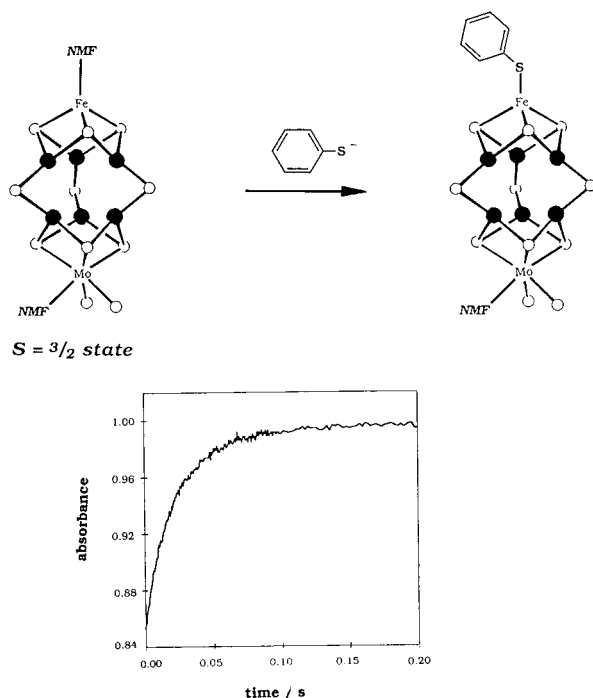 NMF
Fe
Mo
NMF
S = 3/2 state
S⁻
S
Fe
Mo
NMF
absorbance
1.00
0.96
0.92
0.88
0.84
0.00 0.05 0.10 0.15 0.20
time / s